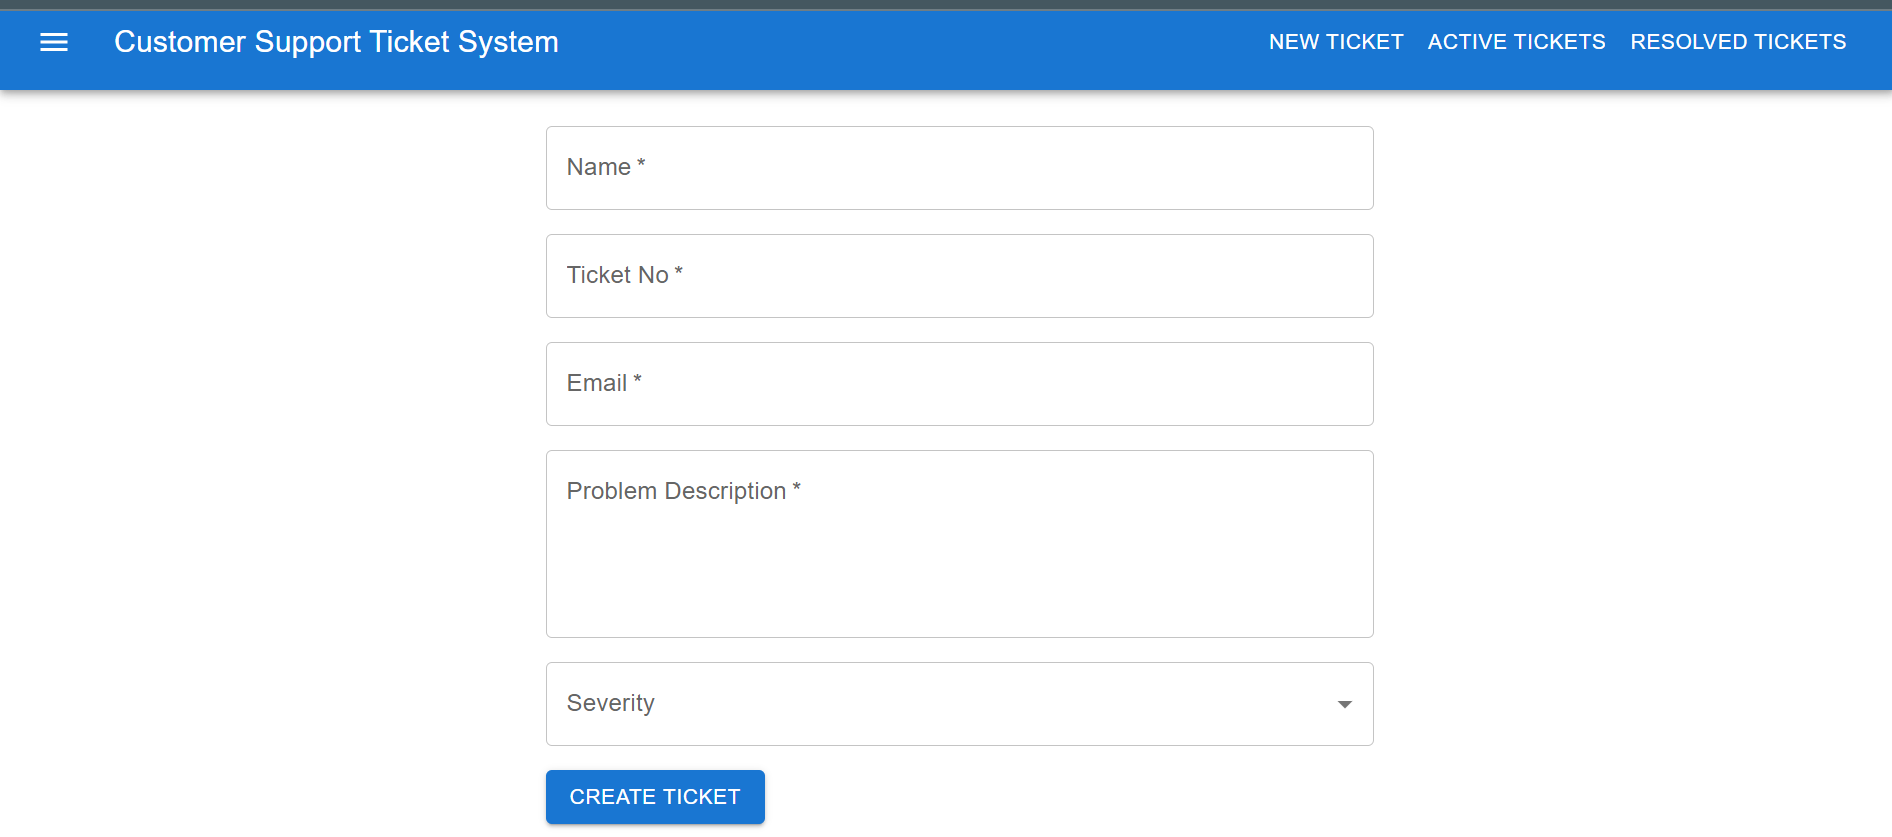 Customer Support Ticket System NEW TICKET ACTIVE TICKETS RESOLVED TICKETS
Name *
Ticket No *
Email *
Problem Description *
Severity
CREATE TICKET